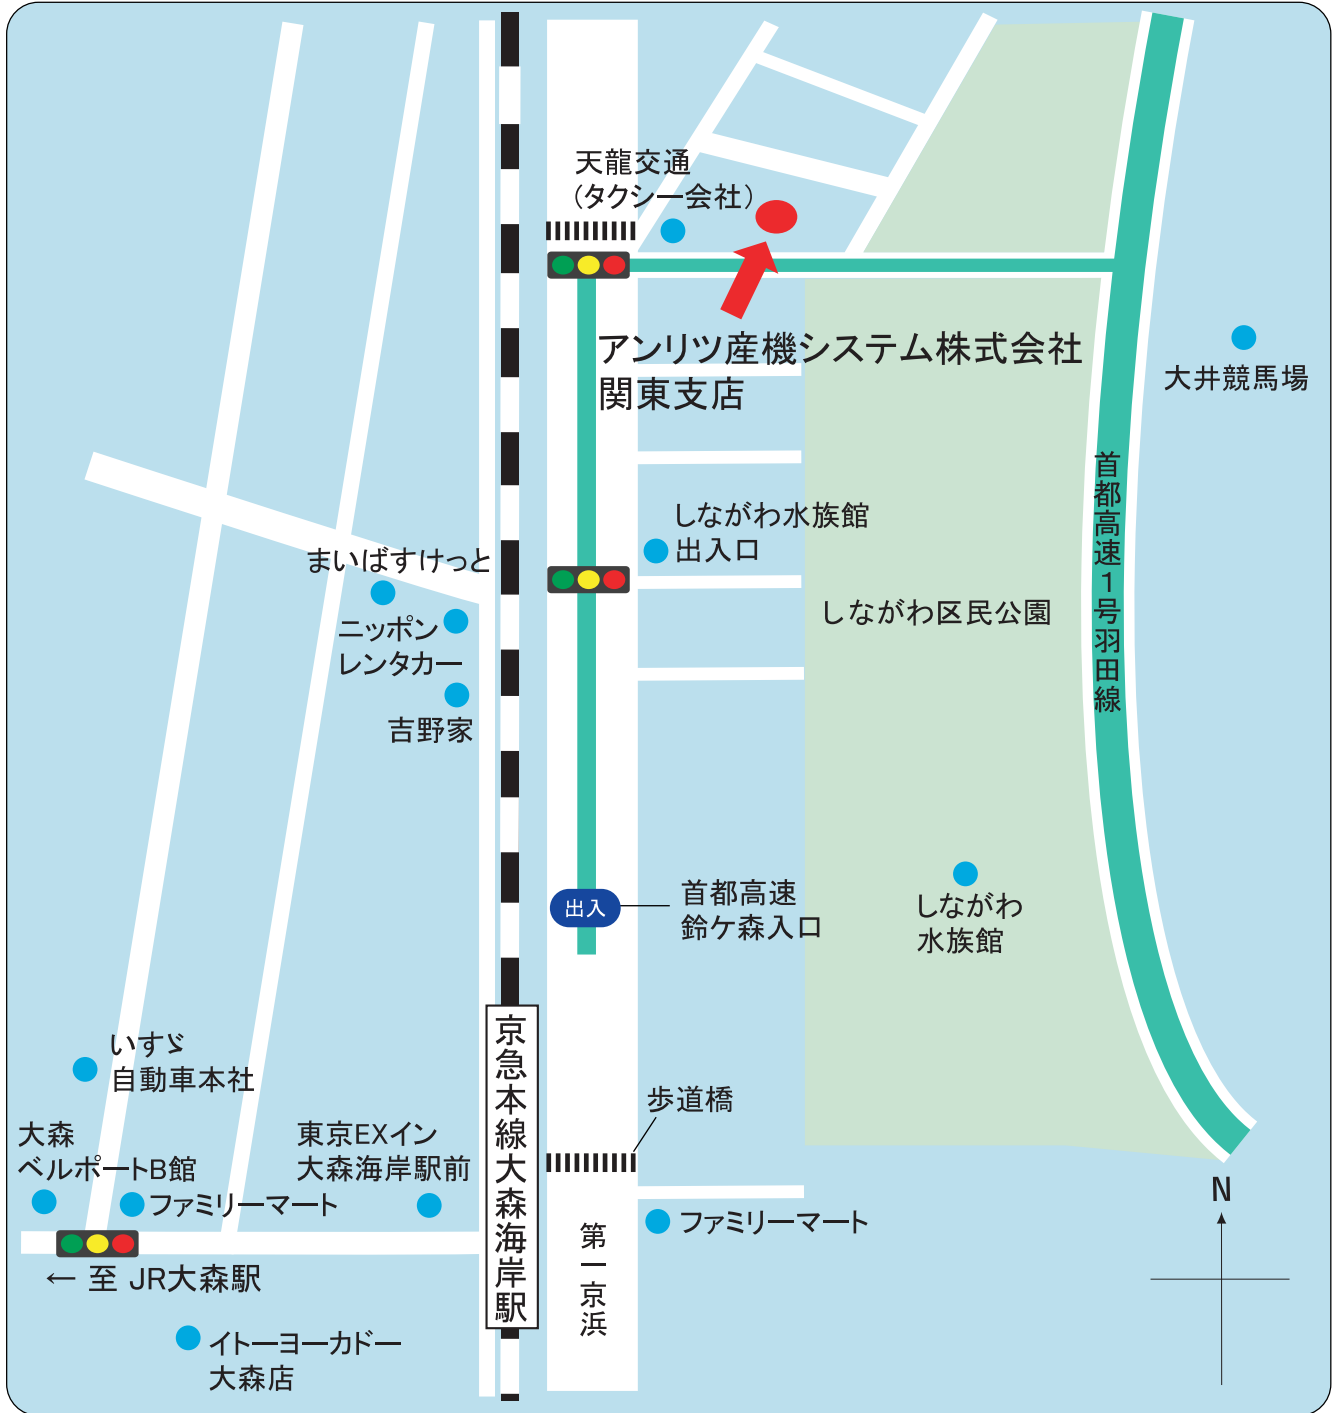 天龍交通
(タクシー会社)
アンリツ産機システム株式会社
関東支店
大井競馬場
首都高速1号羽田線
しながわ水族館
出入口
まいばすけっと
ニッポン
レンタカー
吉野家
しながわ区民公園
出入
首都高速
鈴ケ森入口
しながわ
水族館
京急本線大森海岸駅
いすゞ
自動車本社
歩道橋
大森
ベルポートB館
東京EXイン
大森海岸駅前
ファミリーマート
ファミリーマート
第一京浜
N
← 至 JR大森駅
イトーヨーカドー
大森店